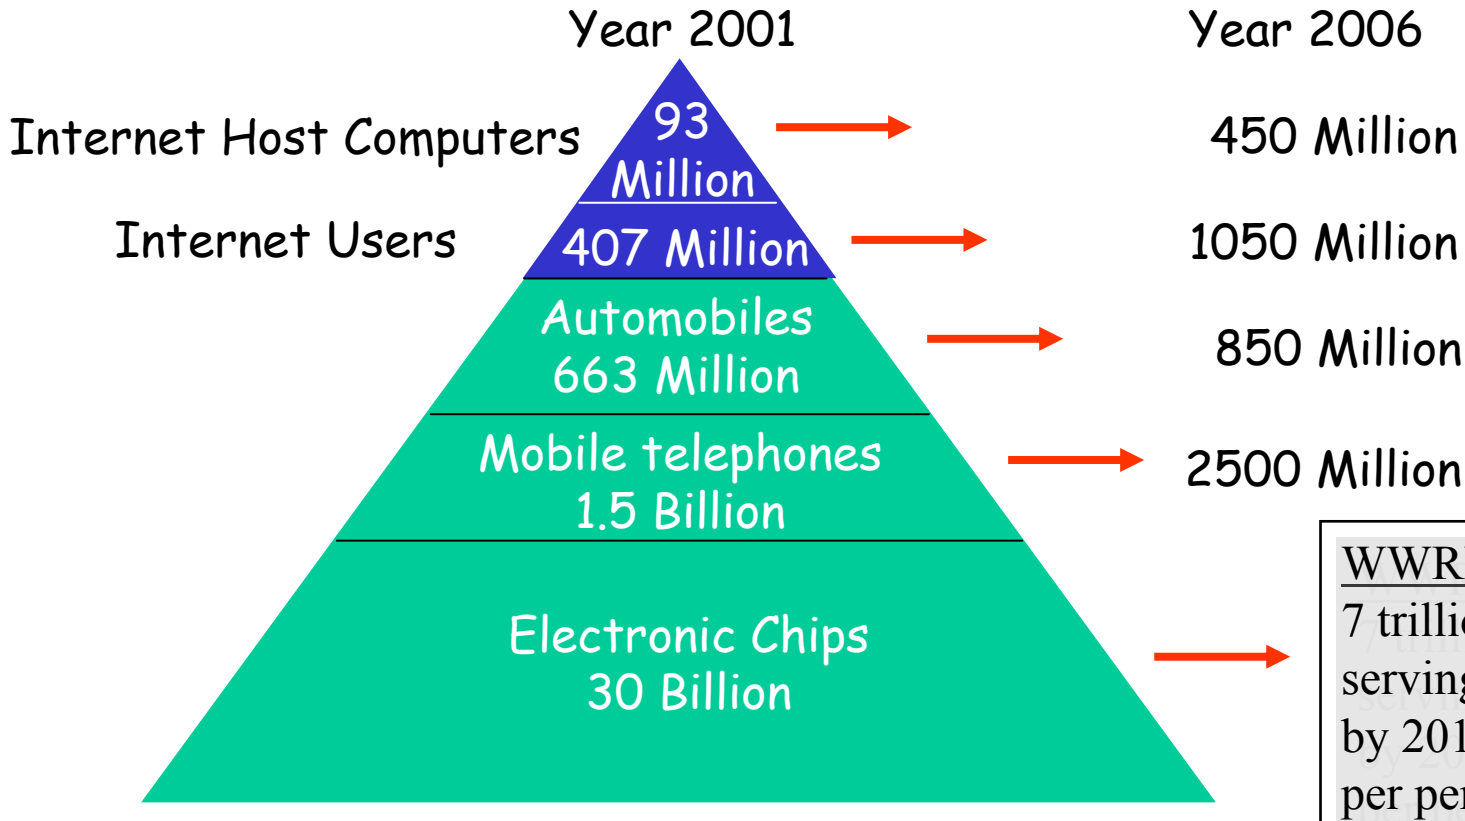 Year 2001
Year 2006
Internet Host Computers
93
Million
450 Million
Internet Users
407 Million
1050 Million
Automobiles
663 Million
850 Million
Mobile telephones
1.5 Billion
2500 Million
Electronic Chips
30 Billion
7
serving
by
per